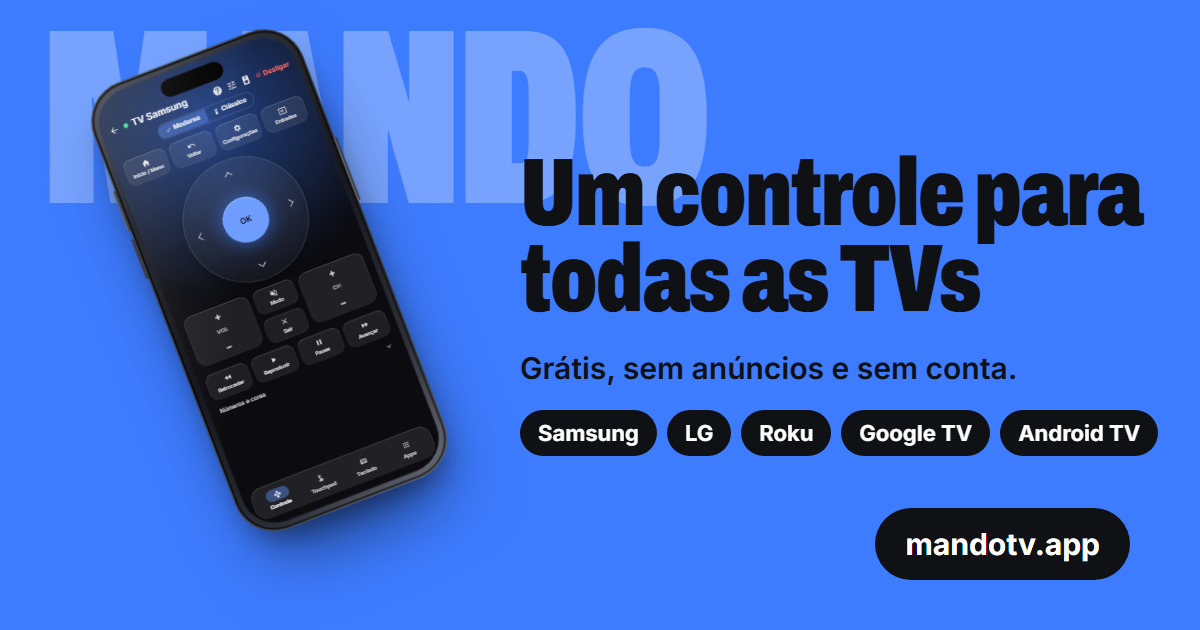 MANDO
TV Samsung
Desligar
Moderno
Clássico
Início / Menu
Voltar
Configurações
Entradas
OK
+
VOL
−
Mudo
Sair
+
CH
−
Retroceder
Reproduzir
Pausa
Avançar
Números e cores
Controle
Touchpad
Teclado
Apps
Um controle para
todas as TVs
Grátis, sem anúncios e sem conta.
Samsung LG Roku Google TV Android TV
mandotv.app